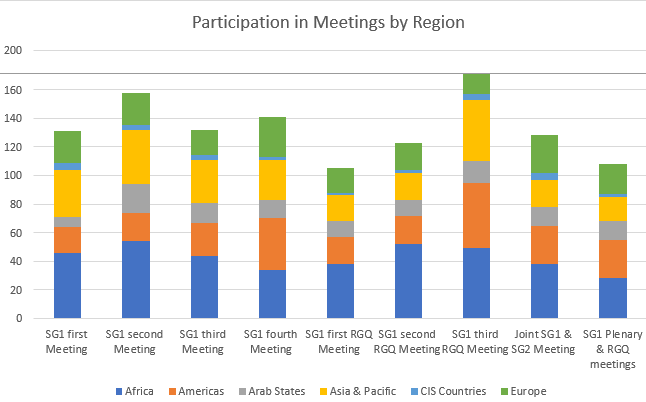 Participation in Meetings by Region
200
160
140
120
100
80
60
40
20
0
SG1 first Meeting
SG1 second Meeting
SG1 third Meeting
SG1 fourth Meeting
SG1 first RGQ Meeting
SG1 second RGQ Meeting
SG1 third RGQ Meeting
Joint SG1 & SG2 Meeting
SG1 Plenary & RGQ meetings
Africa Americas Arab States Asia & Pacific CIS Countries Europe